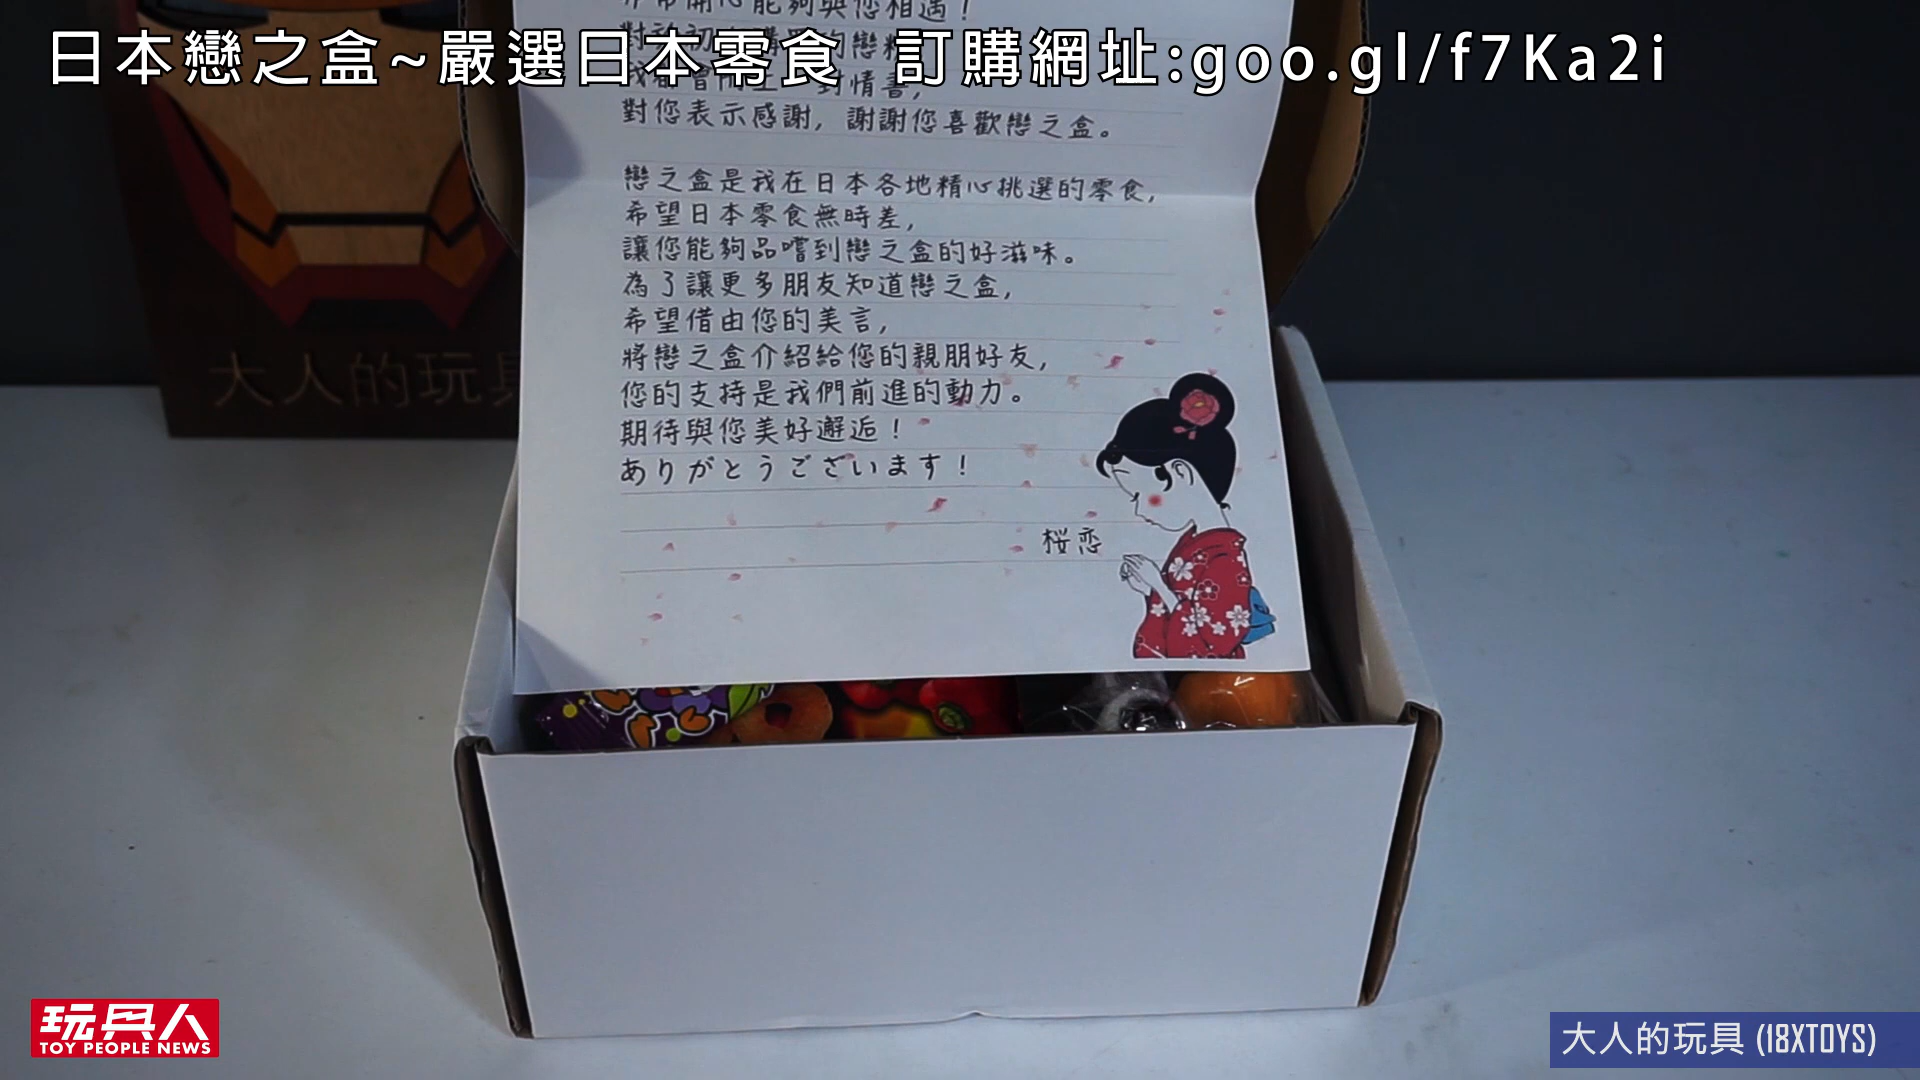 日本戀之盒~嚴選日本零食 訂購網址:goo.gl/f7Ka2i
能夠與您相遇！
對您表示感謝, 謝謝您喜歡戀之盒。
戀之盒是我在日本各地精心挑選的零食,
希望日本零食無時差,
讓您能夠品嚐到戀之盒的好滋味。
為了讓更多朋友知道戀之盒,
希望借由您的美言,
將戀之盒介紹給您的親朋好友,
您的支持是我們前進的動力。
期待與您美好邂逅！
ありがとうございます！
桜恋
大人的玩具
玩具人
TOY PEOPLE NEWS
大人的玩具 (18XTOYS)